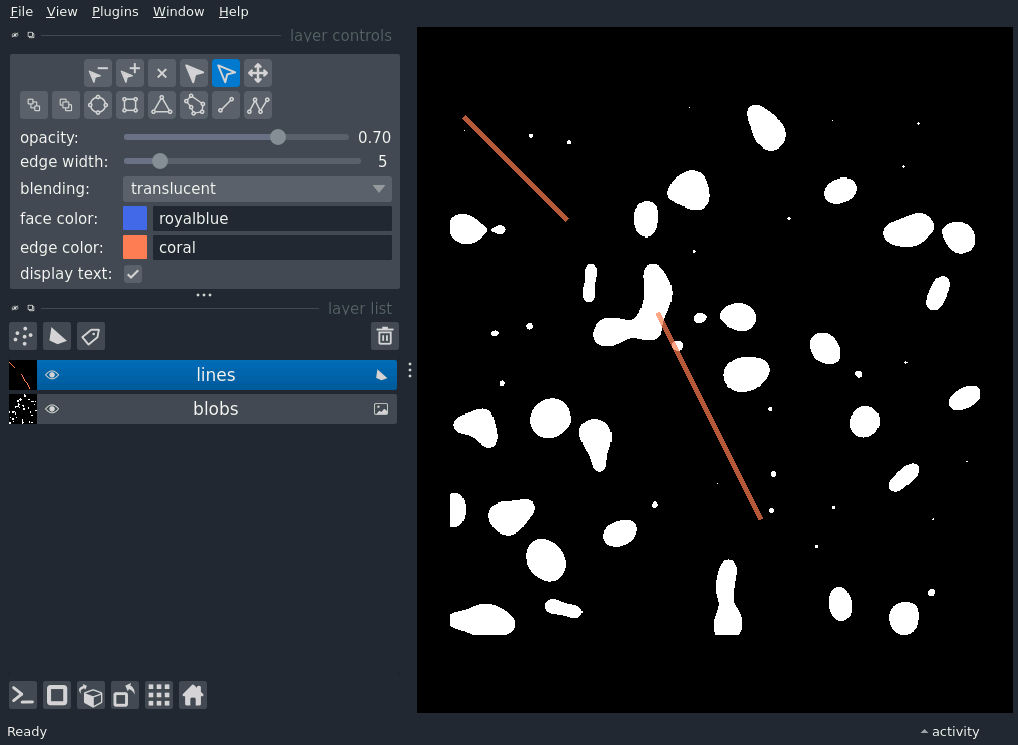 File View Plugins Window Help
layer controls
opacity: 0.70
edge width: 5
blending: translucent
face color: royalblue
edge color: coral
display text:
layer list
lines
blobs
Ready activity